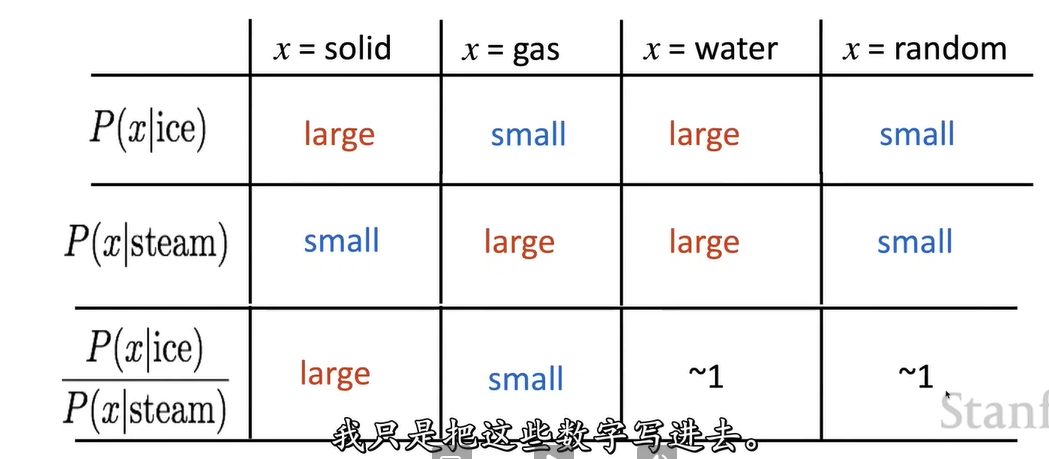 x = solid x = gas x = water x = random
P(x|ice) large small large small
P(x|steam) small large large small
P(x|ice)
P(x|steam) large small ~1 ~1
Stanf
我只是把这些数字写进去。